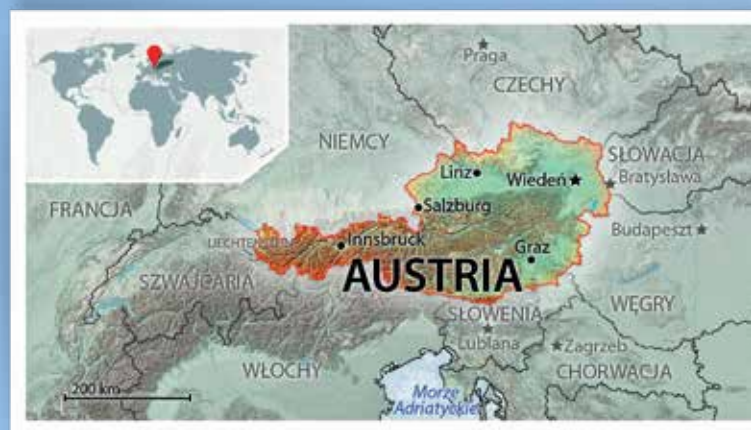 Praga
CZECHY
NIEMCY
SŁOWACJA
Linz
Wiedeń
Bratysława
FRANCJA
Salzburg
Budapeszt
LIECHTENSTEIN
Innsbruck
Graz
AUSTRIA
SZWAJCARIA
WĘGRY
SŁOWENIA
Lublana
Zagrzeb
WŁOCHY
CHORWACJA
200 km
Morze
Adriatyckie